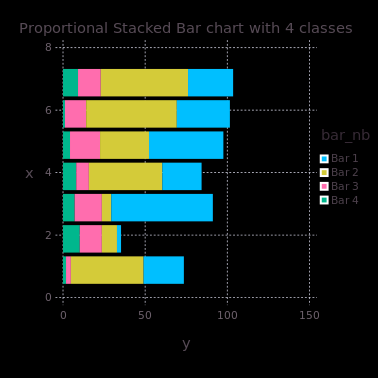 Proportional Stacked Bar chart with 4 classes
8
6
4
2
0
x
0 50 100 150
y
bar_nb
Bar 1
Bar 2
Bar 3
Bar 4